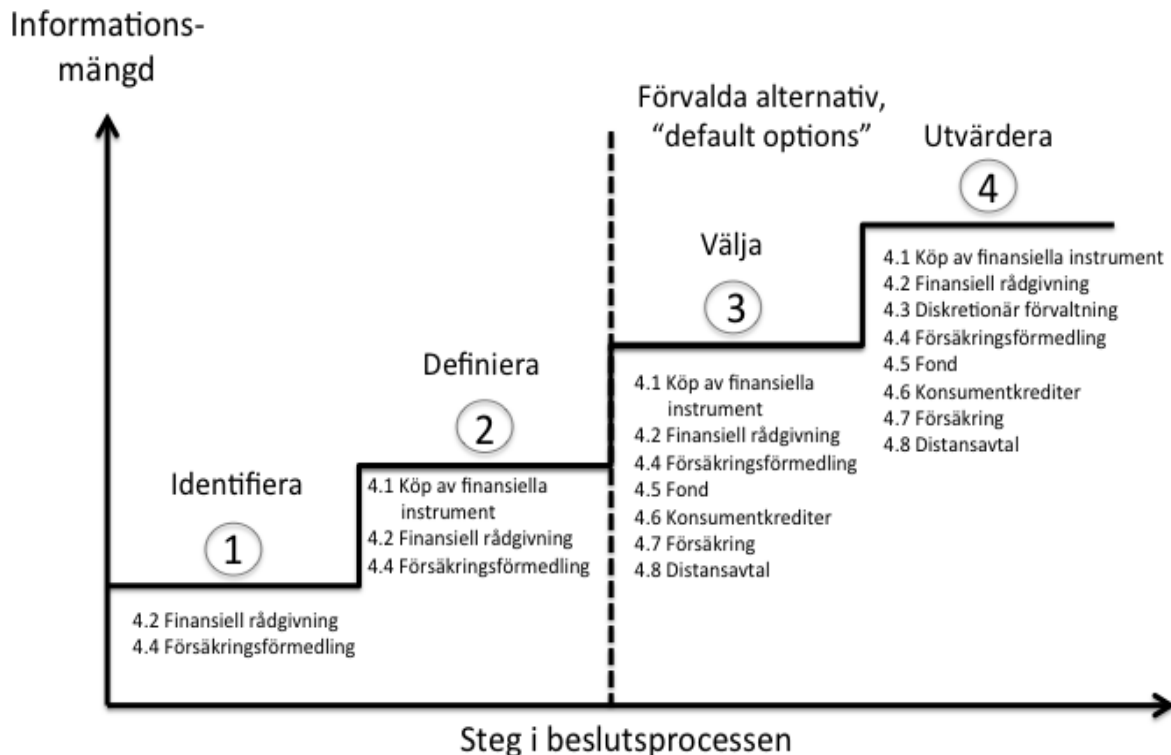 Informations-
mängd
Förvalda alternativ,
“default options”
Utvärdera
4
4.1 Köp av finansiella instrument
4.2 Finansiell rådgivning
4.3 Diskretionär förvaltning
4.4 Försäkringsförmedling
4.5 Fond
4.6 Konsumentkrediter
4.7 Försäkring
4.8 Distansavtal
Välja
3
4.1 Köp av finansiella
instrument
4.2 Finansiell rådgivning
4.4 Försäkringsförmedling
4.5 Fond
4.6 Konsumentkrediter
4.7 Försäkring
4.8 Distansavtal
Definiera
2
4.1 Köp av finansiella
instrument
4.2 Finansiell rådgivning
4.4 Försäkringsförmedling
Identifiera
1
4.2 Finansiell rådgivning
4.4 Försäkringsförmedling
Steg i beslutsprocessen